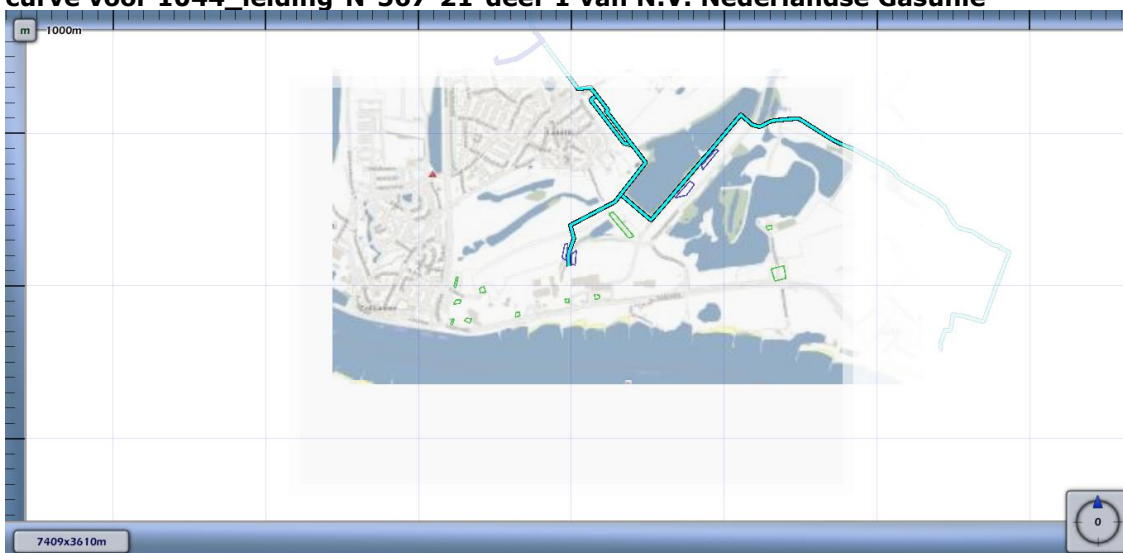 curve voor 1044_leiding-N-567-21-deel-1 van N.V. Nederlandse Gasunie
m
1000m
0
7409x3610m